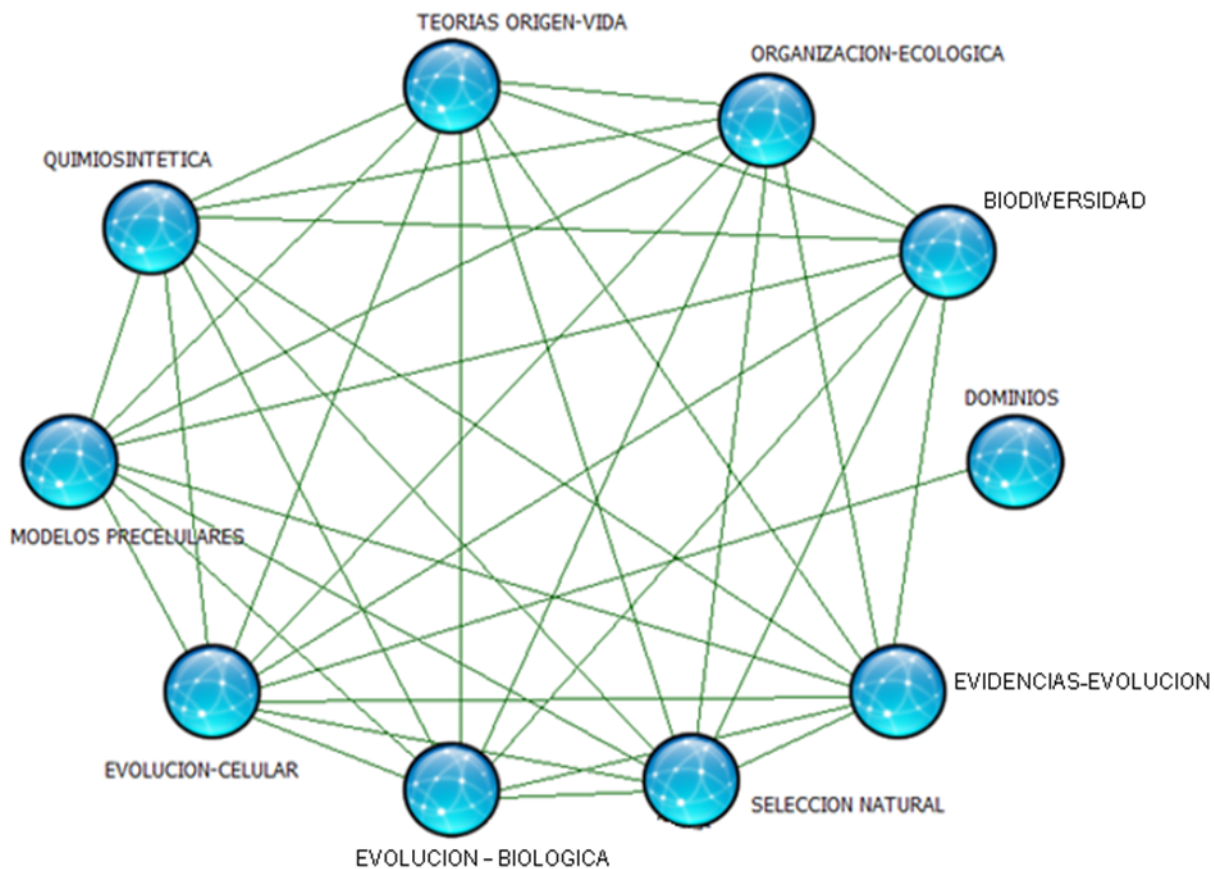 TEORIAS ORIGEN-VIDA
ORGANIZACION-ECOLOGICA
QUIMIOSINTETICA
BIODIVERSIDAD
DOMINIOS
MODELOS PRECELULARES
EVIDENCIAS-EVOLUCION
EVOLUCION-CELULAR
SELECCION NATURAL
EVOLUCION – BIOLOGICA